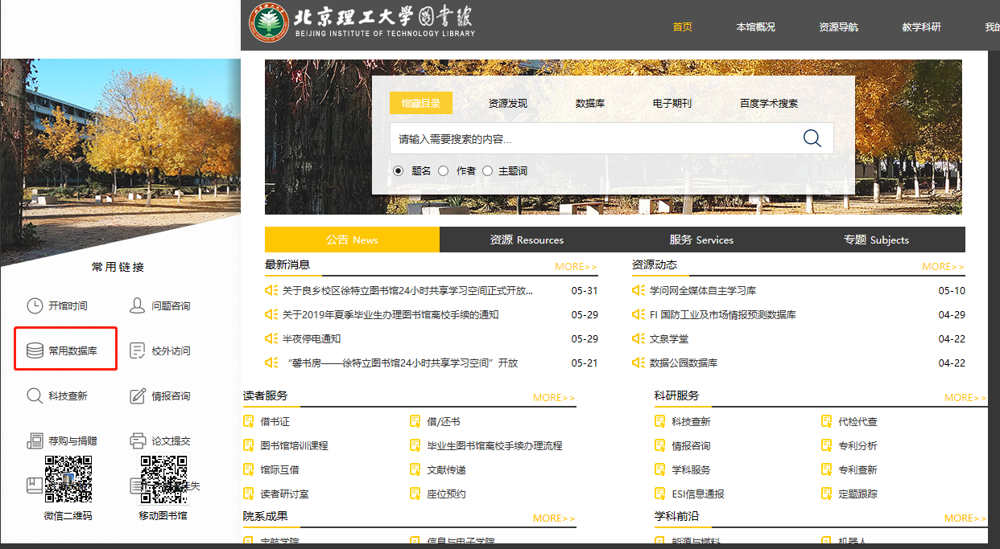 北京理工大学图书馆
BEIJING INSTITUTE OF TECHNOLOGY LIBRARY
首页 本馆概况 资源导航 教学科研 我的
馆藏目录 资源发现 数据库 电子期刊 百度学术搜索
请输入需要搜索的内容...
题名 作者 主题词
公告 News 资源 Resources 服务 Services 专题 Subjects
最新消息 MORE>>
关于良乡校区徐特立图书馆24小时共享学习空间正式开放... 05-31
关于2019年夏季毕业生办理图书馆离校手续的通知 05-29
半夜停电通知 05-29
“馨书房——徐特立图书馆24小时共享学习空间”开放 05-21
资源动态 MORE>>
学问网全媒体自主学习库 05-10
FI 国防工业及市场情报预测数据库 04-29
文泉学堂 04-22
数据公园数据库 04-22
常用链接
开馆时间 问题咨询
常用数据库 校外访问
科技查新 情报咨询
荐购与捐赠 论文提交
失
微信二维码 移动图书馆
读者服务 MORE>>
借书证 借/还书
图书馆培训课程 毕业生图书馆离校手续办理流程
馆际互借 文献传递
读者研讨室 座位预约
科研服务 MORE>>
科技查新 代检代查
情报咨询 专利分析
学科服务 专利查新
ESI信息通报 定题跟踪
院系成果 MORE>>
宇航学院 信息与电子学院
学科前沿 MORE>>
能源与燃料 机器人